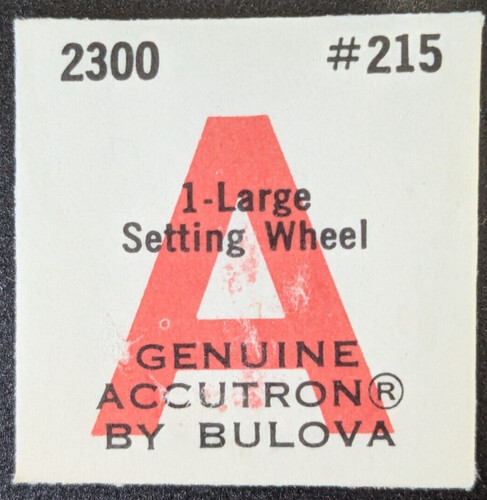 2300 #215
1-Large
Setting Wheel
GENUINE
ACCUTRON®
BY BULOVA